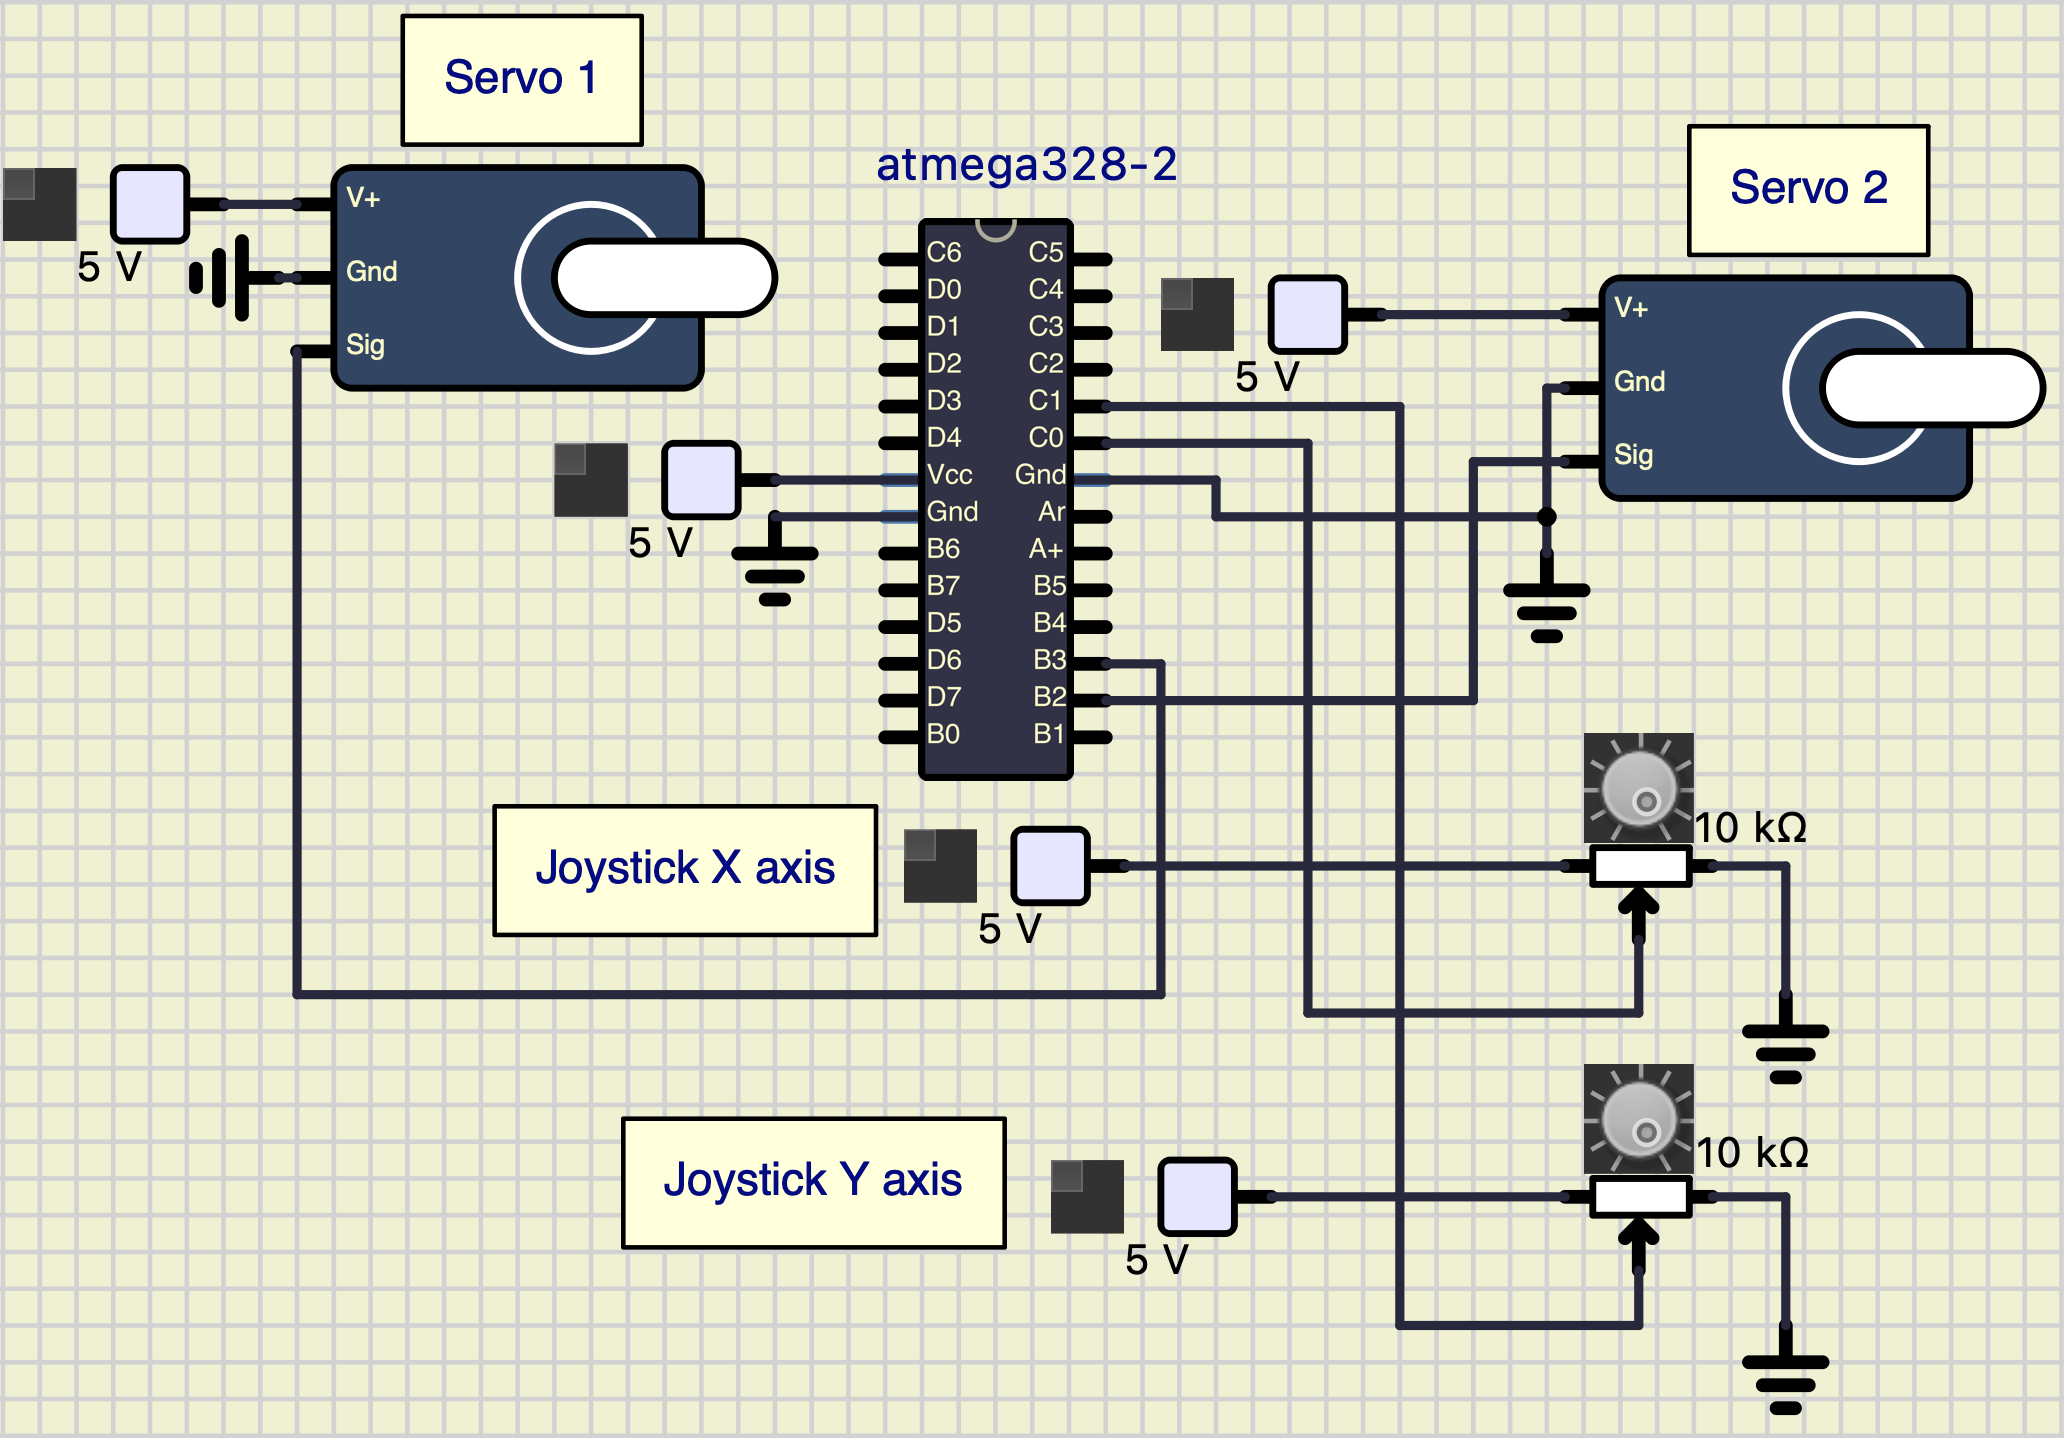 Servo 1
5 V
V+
Gnd
Sig
atmega328-2
C6 C5
D0 C4
D1 C3
D2 C2
D3 C1
D4 C0
Vcc Gnd
Gnd Ar
B6 A+
B7 B5
D5 B4
D6 B3
D7 B2
B0 B1
5 V
Servo 2
5 V
V+
Gnd
Sig
Joystick X axis
5 V
10 kΩ
Joystick Y axis
5 V
10 kΩ